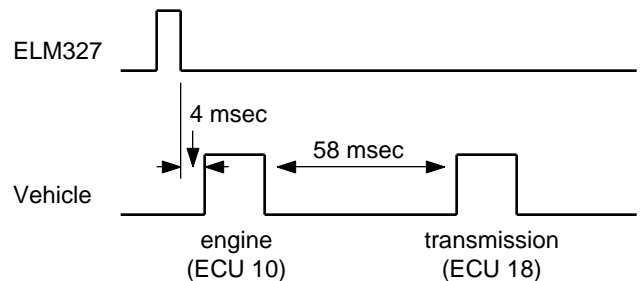 ELM327
4 msec
58 msec
Vehicle
engine
(ECU 10)
transmission
(ECU 18)